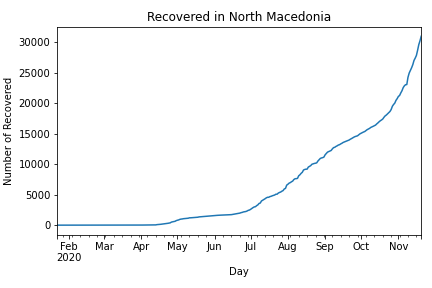 Recovered in North Macedonia
Number of Recovered
30000
25000
20000
15000
10000
5000
0
Feb Mar Apr May Jun Jul Aug Sep Oct Nov
2020
Day